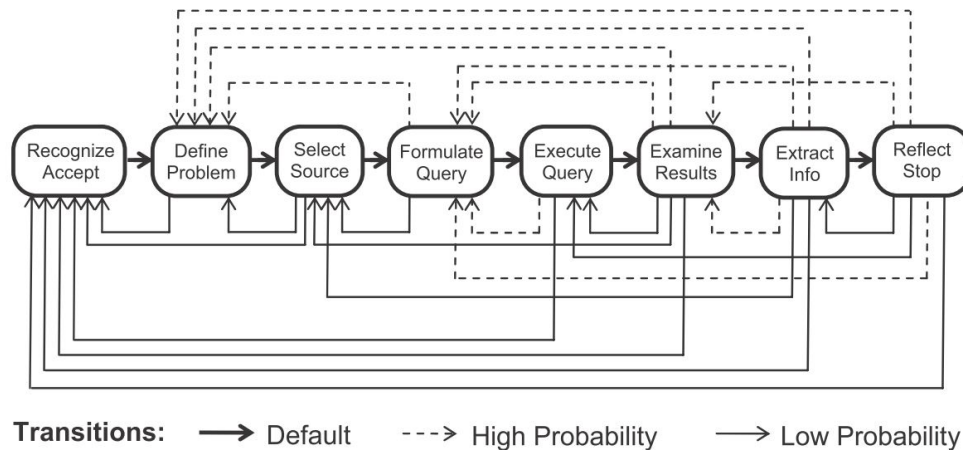 Recognize
Accept
Define
Problem
Select
Source
Formulate
Query
Execute
Query
Examine
Results
Extract
Info
Reflect
Stop
Transitions: Default High Probability Low Probability